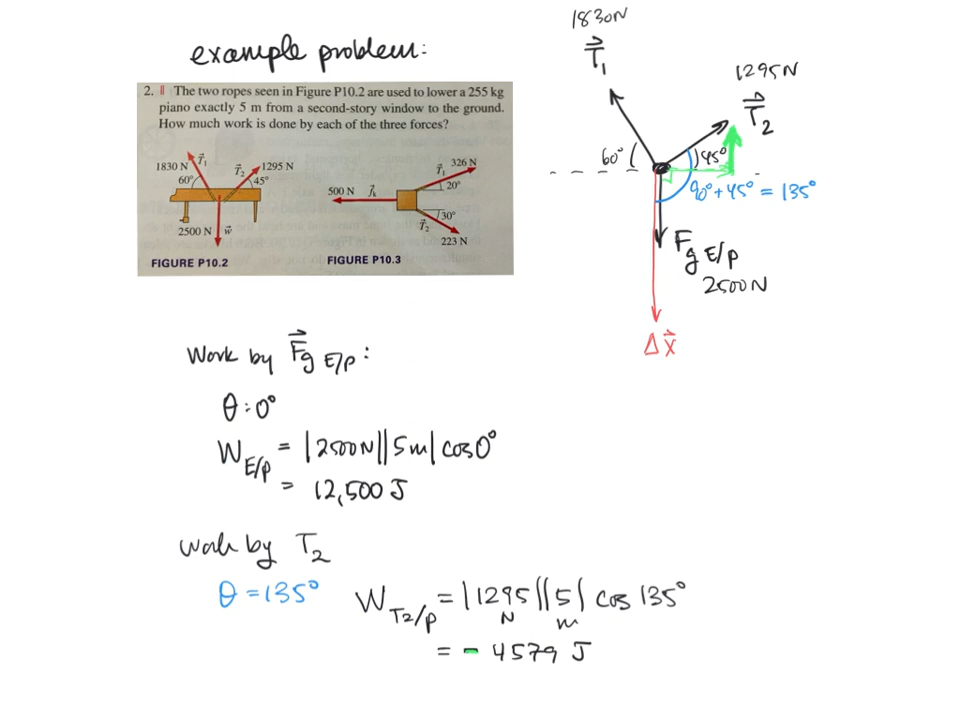 example problem:
2. || The two ropes seen in Figure P10.2 are used to lower a 255 kg
piano exactly 5 m from a second-story window to the ground.
How much work is done by each of the three forces?
1830 N T⃗₁
60°
T⃗₂ 1295 N
45°
2500 N w⃗
FIGURE P10.2
T⃗₁ 326 N
20°
500 N
30°
T⃗₂
223 N
FIGURE P10.3
1830N
T⃗₁
1295N
T⃗₂
60°
45°
90°+45° = 135°
Fg E/p
2500N
Δx⃗
Work by F⃗g E/p:
θ: 0°
W E/p = |2500N||5m| cos 0°
= 12,500 J
Work by T₂
θ = 135°
W T₂/p = |1295||5| cos 135°
N m
= - 4579 J